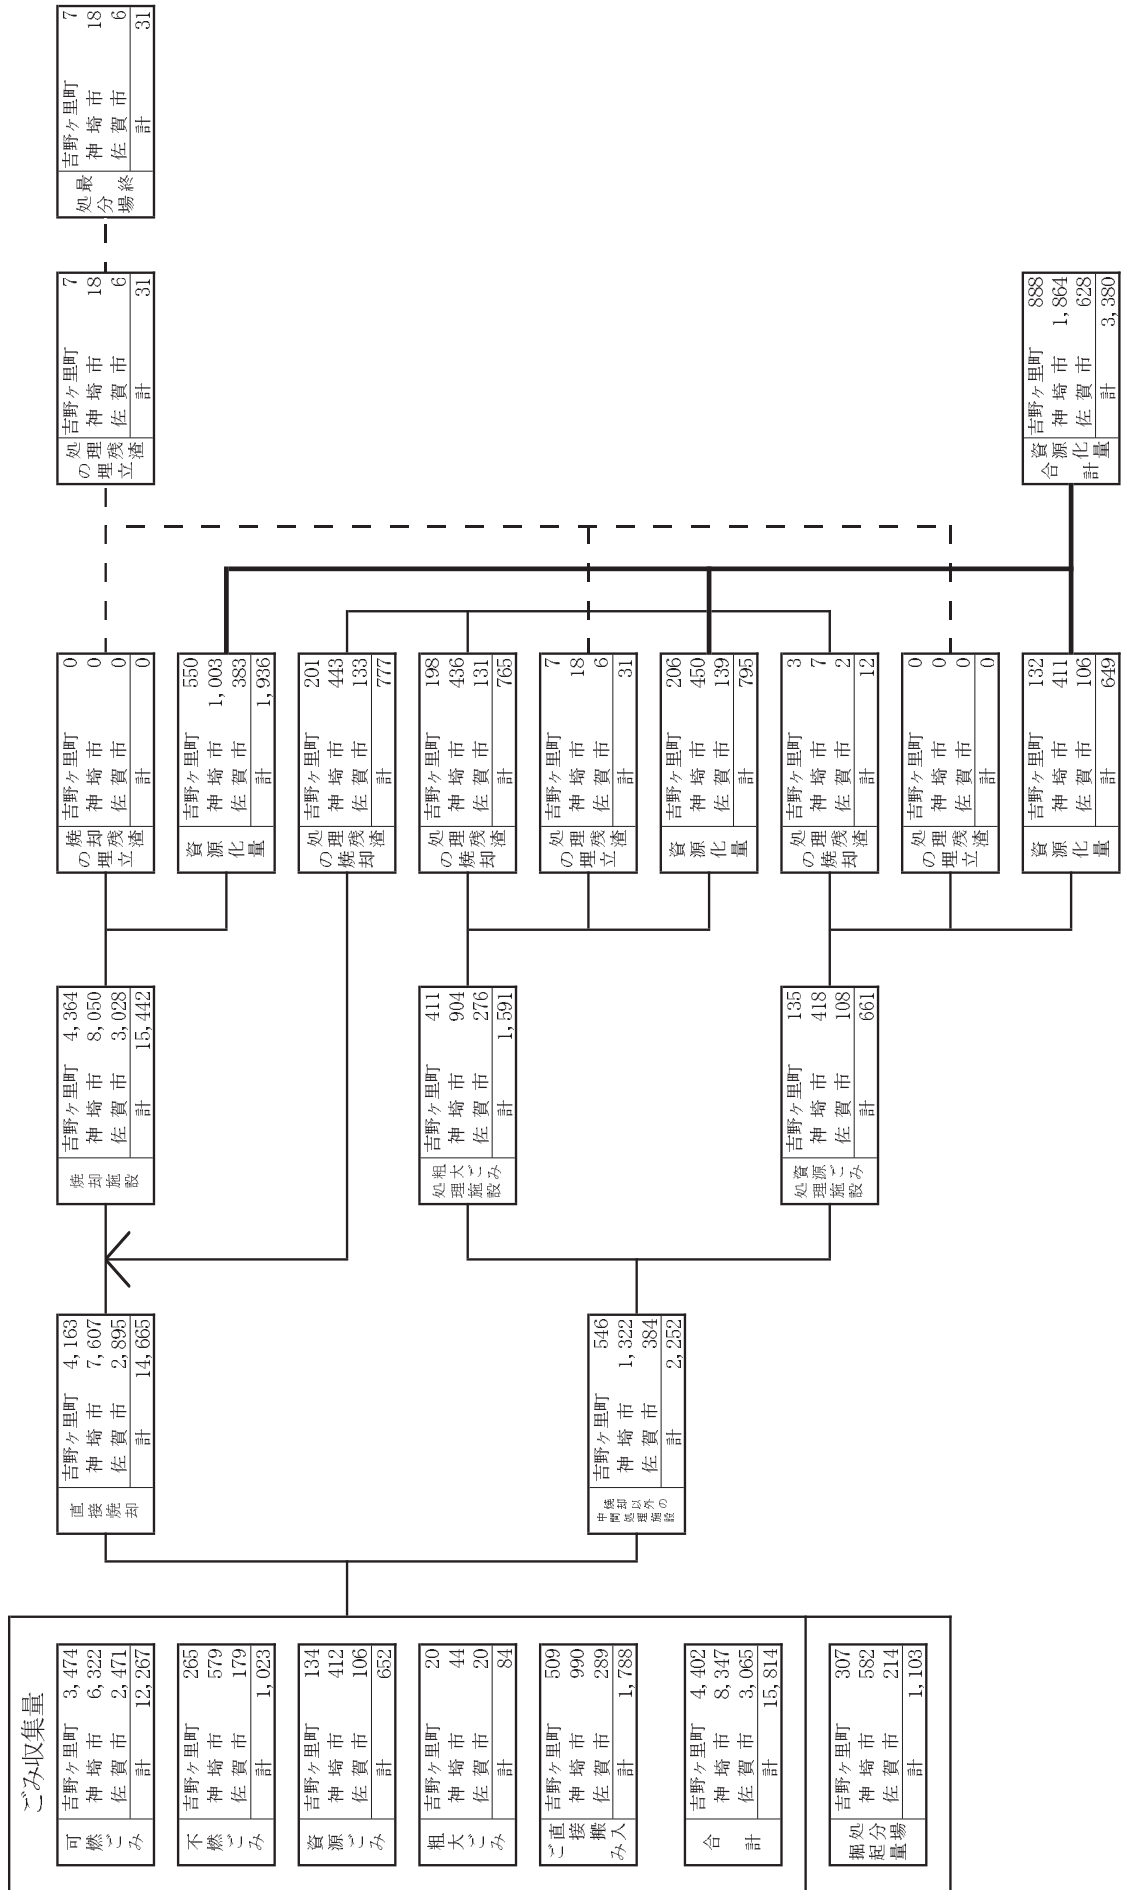 ごみ収集量
可燃ごみ
吉野ヶ里町 3,474
神埼市 6,322
佐賀市 2,471
計 12,267
不燃ごみ
吉野ヶ里町 265
神埼市 579
佐賀市 179
計 1,023
資源ごみ
吉野ヶ里町 134
神埼市 412
佐賀市 106
計 652
粗大ごみ
吉野ヶ里町 20
神埼市 44
佐賀市 20
計 84
直接搬入
ごみ
吉野ヶ里町 509
神埼市 990
佐賀市 289
計 1,788
合計
吉野ヶ里町 4,402
神埼市 8,347
佐賀市 3,065
計 15,814
処分場
掘起量
吉野ヶ里町 307
神埼市 582
佐賀市 214
計 1,103
直接焼却
吉野ヶ里町 4,163
神埼市 7,607
佐賀市 2,895
計 14,665
焼却以外の
中間処理施設
吉野ヶ里町 546
神埼市 1,322
佐賀市 384
計 2,252
焼却施設
吉野ヶ里町 4,364
神埼市 8,050
佐賀市 3,028
計 15,442
粗大ごみ
処理施設
吉野ヶ里町 411
神埼市 904
佐賀市 276
計 1,591
資源ごみ
処理施設
吉野ヶ里町 135
神埼市 418
佐賀市 108
計 661
焼却残渣
の埋立
吉野ヶ里町 0
神埼市 0
佐賀市 0
計 0
資源化量
吉野ヶ里町 550
神埼市 1,003
佐賀市 383
計 1,936
処理残渣
の焼却
吉野ヶ里町 201
神埼市 443
佐賀市 133
計 777
処理残渣
の焼却
吉野ヶ里町 198
神埼市 436
佐賀市 131
計 765
処理残渣
の埋立
吉野ヶ里町 7
神埼市 18
佐賀市 6
計 31
資源化量
吉野ヶ里町 206
神埼市 450
佐賀市 139
計 795
処理残渣
の焼却
吉野ヶ里町 3
神埼市 7
佐賀市 2
計 12
処理残渣
の埋立
吉野ヶ里町 0
神埼市 0
佐賀市 0
計 0
資源化量
吉野ヶ里町 132
神埼市 411
佐賀市 106
計 649
処理残渣
の埋立
吉野ヶ里町 7
神埼市 18
佐賀市 6
計 31
資源化量
合計
吉野ヶ里町 888
神埼市 1,864
佐賀市 628
計 3,380
最終
処分場
吉野ヶ里町 7
神埼市 18
佐賀市 6
計 31